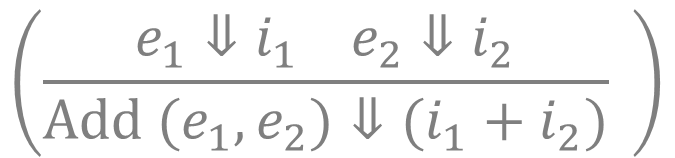 e₁ ⇓ i₁ e₂ ⇓ i₂
Add (e₁, e₂) ⇓ (i₁ + i₂)